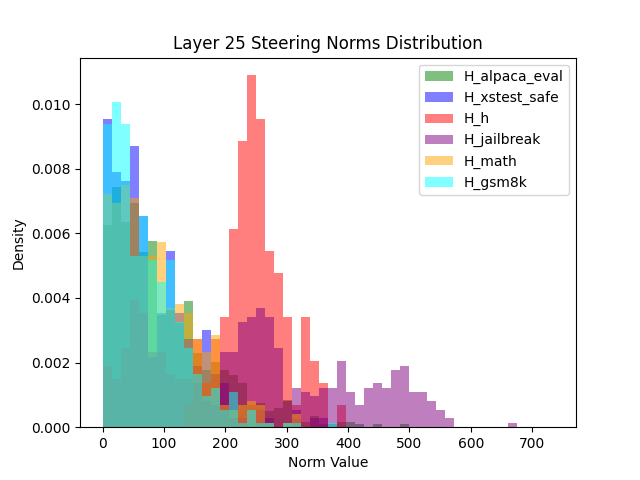 Layer 25 Steering Norms Distribution
H_alpaca_eval
H_xstest_safe
H_h
H_jailbreak
H_math
H_gsm8k
Density
0.010
0.008
0.006
0.004
0.002
0.000
0 100 200 300 400 500 600 700
Norm Value